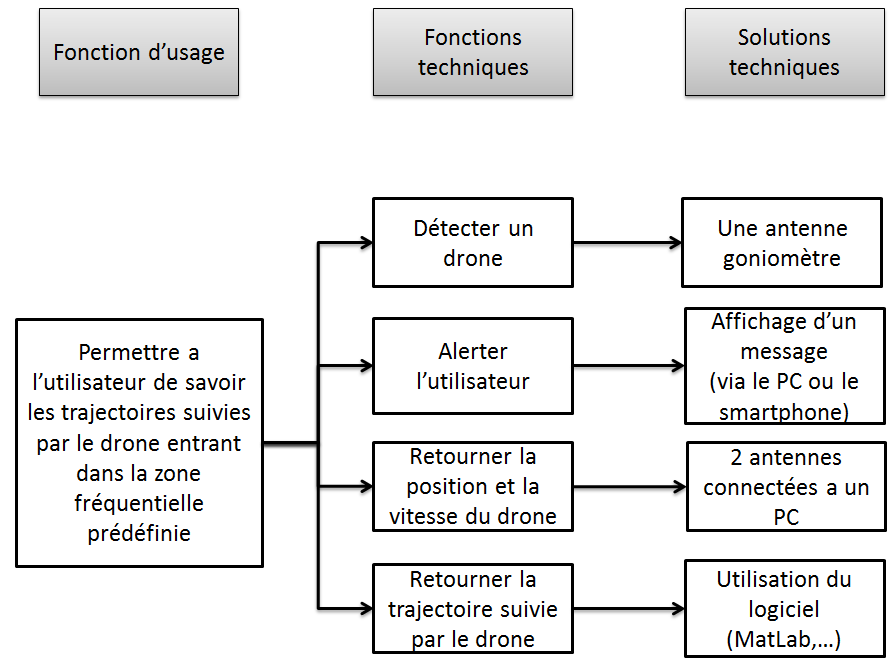 Fonction d’usage
Fonctions
techniques
Solutions
techniques
Permettre a
l’utilisateur de savoir
les trajectoires suivies
par le drone entrant
dans la zone
fréquentielle
prédéfinie
Détecter un
drone
Une antenne
goniomètre
Alerter
l’utilisateur
Affichage d’un
message
(via le PC ou le
smartphone)
Retourner la
position et la
vitesse du drone
2 antennes
connectées a un
PC
Retourner la
trajectoire suivie
par le drone
Utilisation du
logiciel
(MatLab,…)